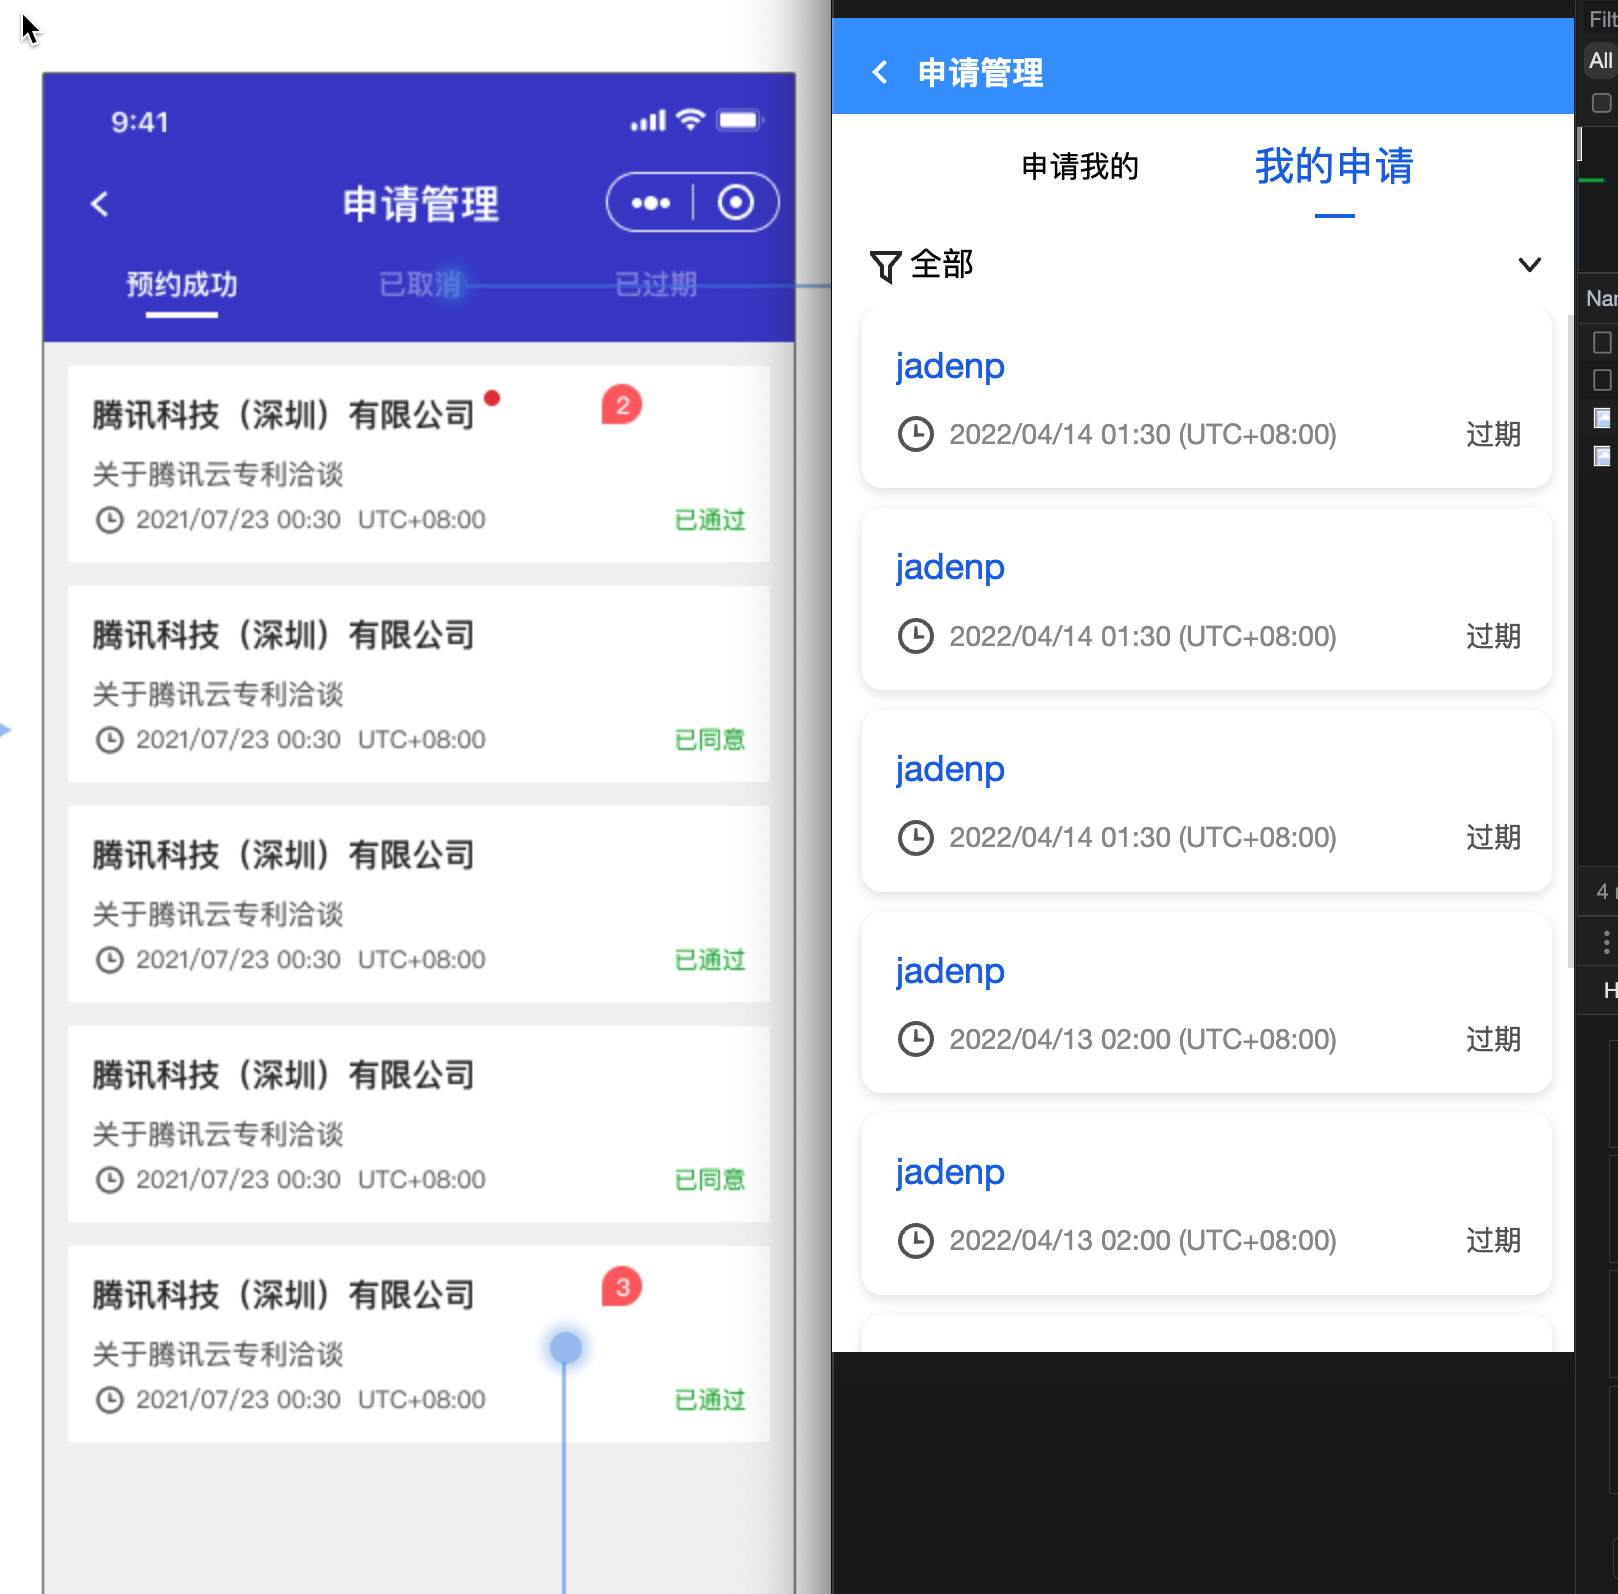 9:41
申请管理
预约成功
已取消
已过期
腾讯科技（深圳）有限公司
2
关于腾讯云专利洽谈
2021/07/23 00:30 UTC+08:00
已通过
腾讯科技（深圳）有限公司
关于腾讯云专利洽谈
2021/07/23 00:30 UTC+08:00
已同意
腾讯科技（深圳）有限公司
关于腾讯云专利洽谈
2021/07/23 00:30 UTC+08:00
已通过
腾讯科技（深圳）有限公司
关于腾讯云专利洽谈
2021/07/23 00:30 UTC+08:00
已同意
腾讯科技（深圳）有限公司
3
关于腾讯云专利洽谈
2021/07/23 00:30 UTC+08:00
已通过
申请管理
申请我的
我的申请
全部
jadenp
2022/04/14 01:30 (UTC+08:00)
过期
jadenp
2022/04/14 01:30 (UTC+08:00)
过期
jadenp
2022/04/14 01:30 (UTC+08:00)
过期
jadenp
2022/04/13 02:00 (UTC+08:00)
过期
jadenp
2022/04/13 02:00 (UTC+08:00)
过期
All
4